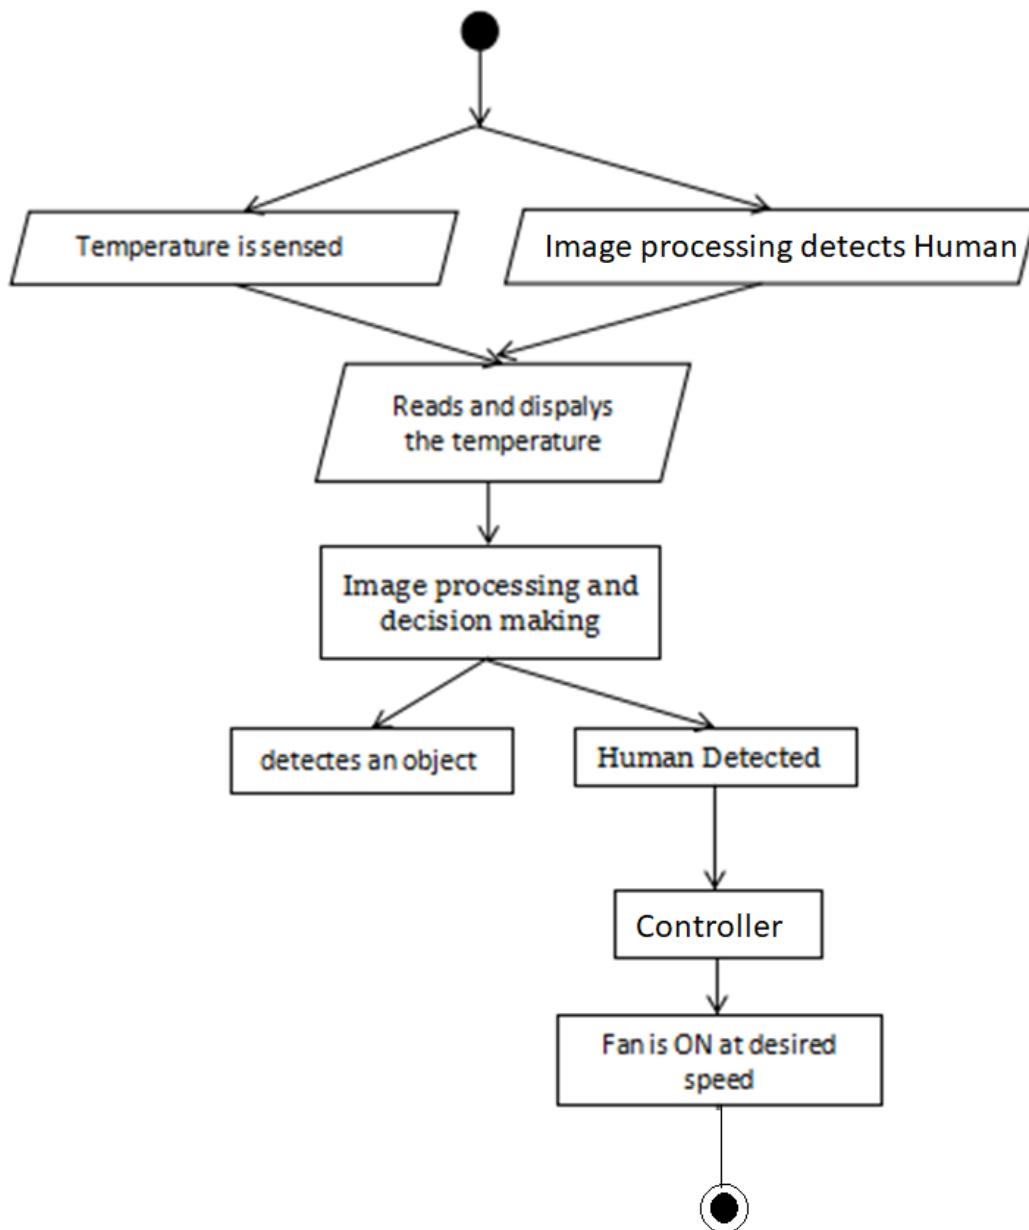 Temperature is sensed
Image processing detects Human
Reads and dispalys
the temperature
Image processing and
decision making
detectes an object
Human Detected
Controller
Fan is ON at desired
speed